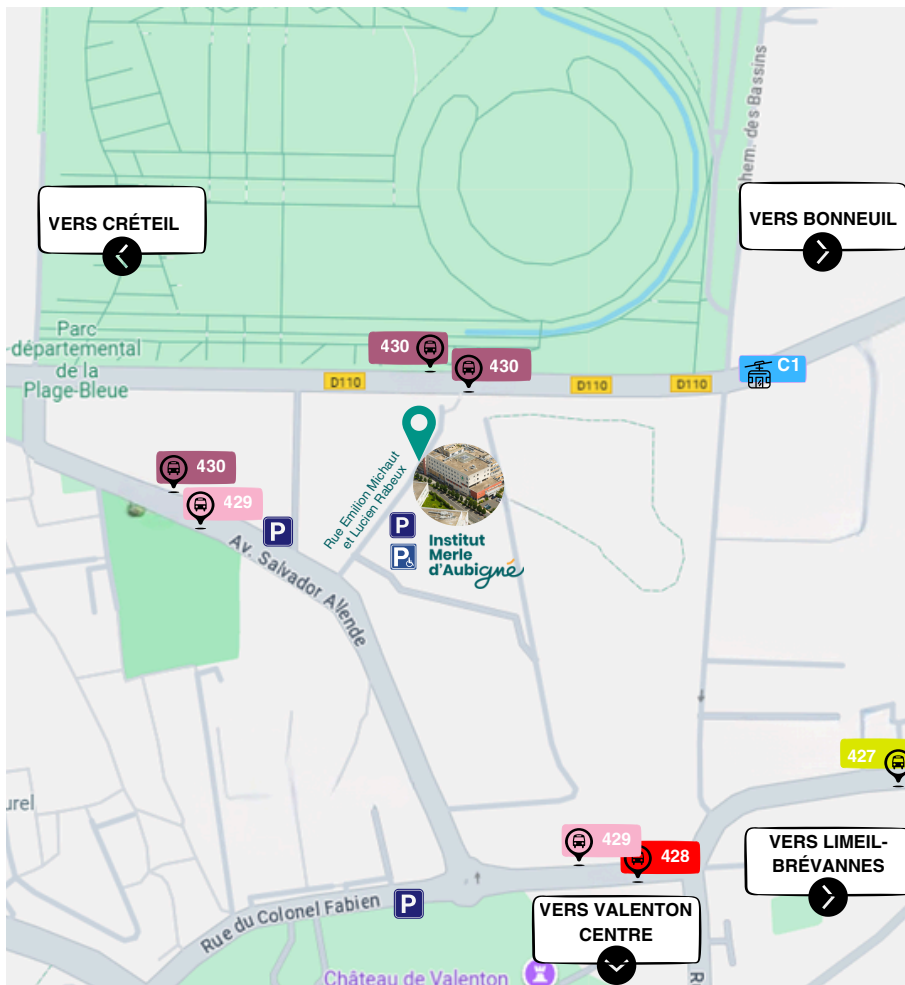 hem. des Bassins
VERS CRÉTEIL
VERS BONNEUIL
Parc
départemental
de la
Plage-Bleue
430
430
D110
D110
D110
C1
430
429
P
Rue Emilion Michaut
et Lucien Rabeux
P
P
Institut
Merle
d'Aubigné
Av. Salvador Allende
427
urel
429
428
VERS LIMEIL-
BRÉVANNES
Rue du Colonel Fabien
P
VERS VALENTON
CENTRE
Château de Valenton
R